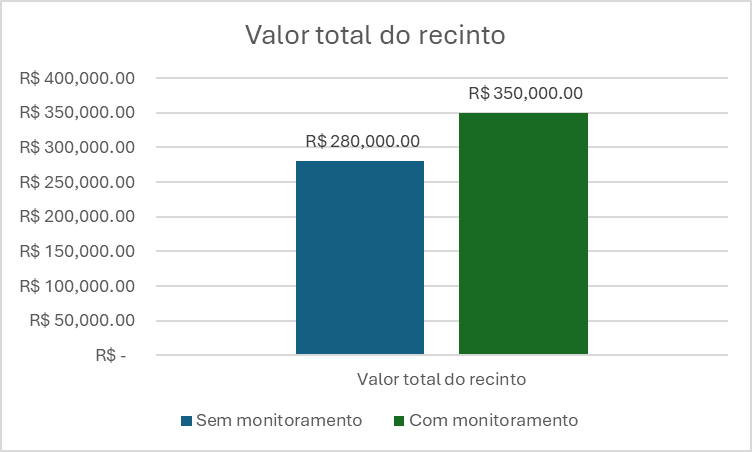 Valor total do recinto
R$ 400,000.00
R$ 350,000.00
R$ 300,000.00
R$ 250,000.00
R$ 200,000.00
R$ 150,000.00
R$ 100,000.00
R$ 50,000.00
R$ -
R$ 280,000.00
R$ 350,000.00
Valor total do recinto
Sem monitoramento
Com monitoramento